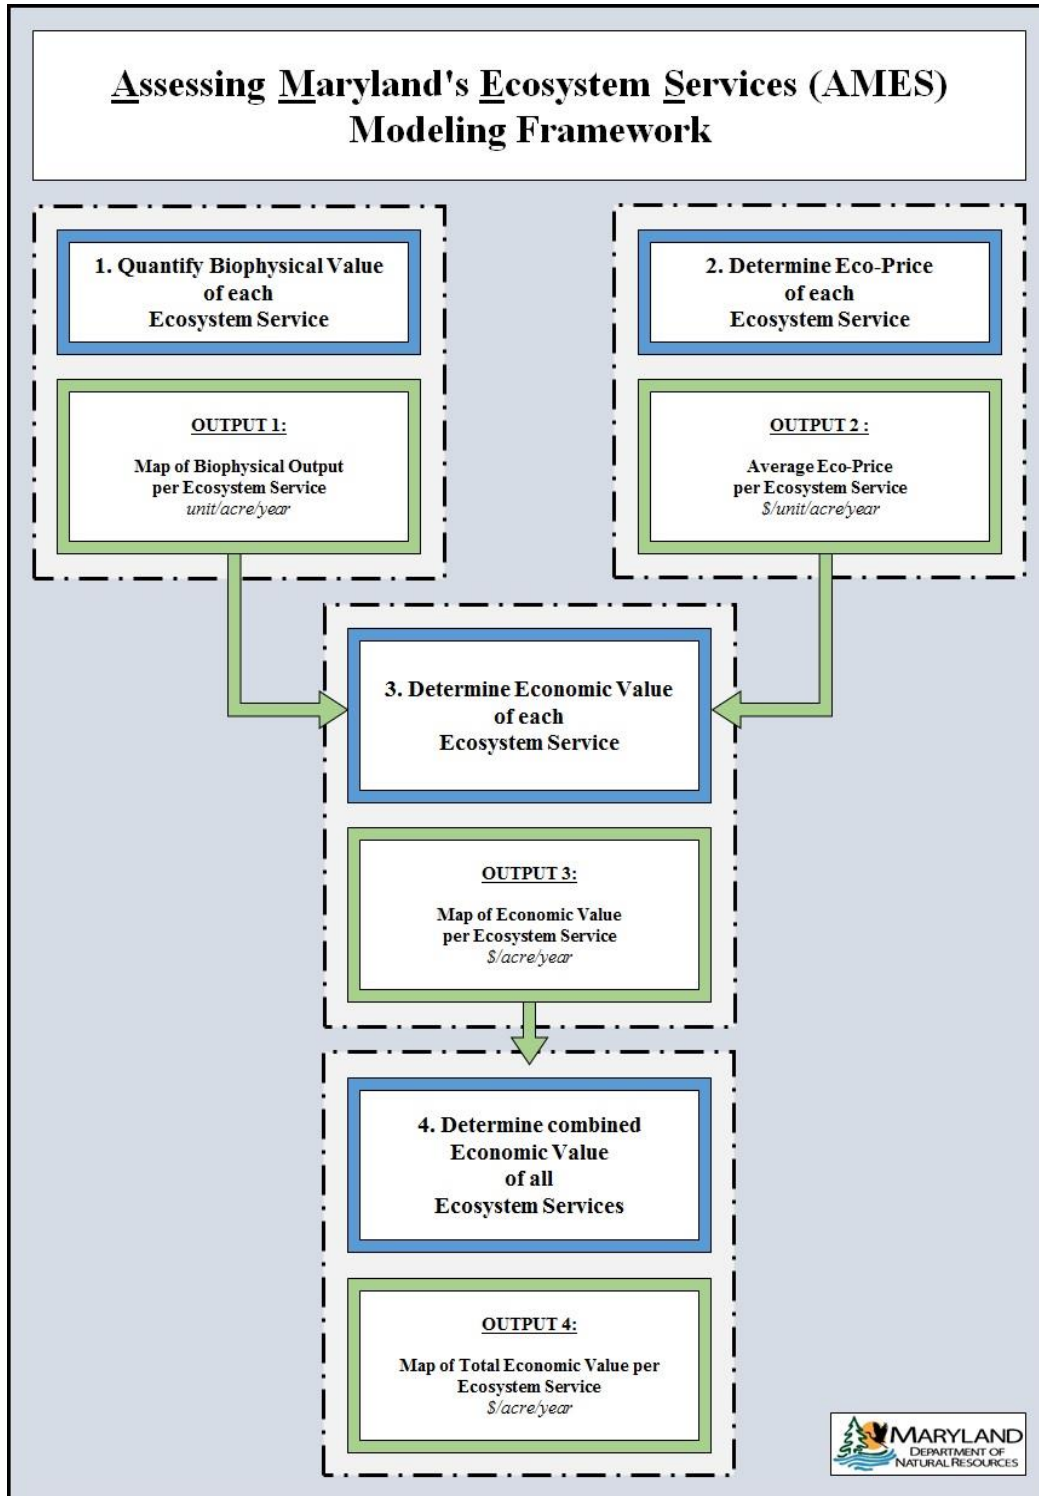 Assessing Maryland's Ecosystem Services (AMES)
Modeling Framework
1. Quantify Biophysical Value
of each
Ecosystem Service
OUTPUT 1:
Map of Biophysical Output
per Ecosystem Service
unit/acre/year
2. Determine Eco-Price
of each
Ecosystem Service
OUTPUT 2 :
Average Eco-Price
per Ecosystem Service
$/unit/acre/year
3. Determine Economic Value
of each
Ecosystem Service
OUTPUT 3:
Map of Economic Value
per Ecosystem Service
$/acre/year
4. Determine combined
Economic Value
of all
Ecosystem Services
OUTPUT 4:
Map of Total Economic Value per
Ecosystem Service
$/acre/year
MARYLAND
DEPARTMENT OF
NATURAL RESOURCES